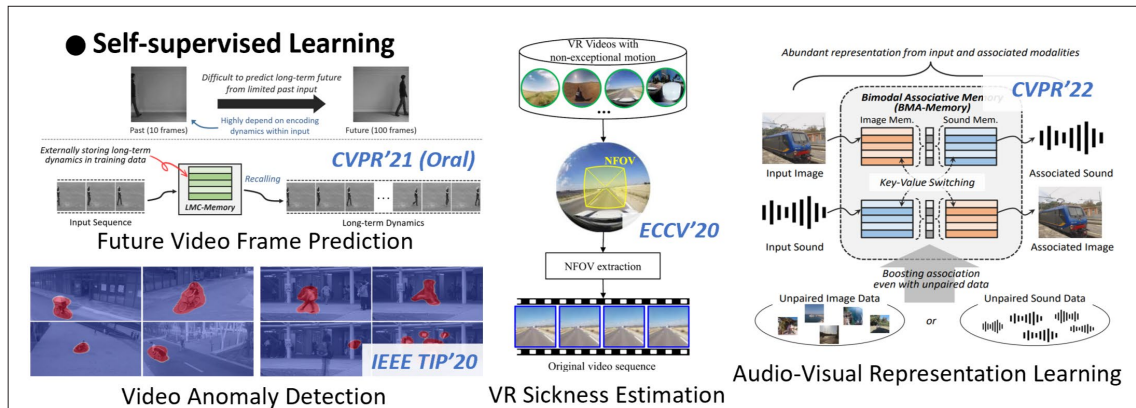 ● Self-supervised Learning
Difficult to predict long-term future
from limited past input
Highly depend on encoding
dynamics within input
Past (10 frames)
Future (100 frames)
Externally storing long-term
dynamics in training data
CVPR'21 (Oral)
Recalling
LMC-Memory
Input Sequence
Long-term Dynamics
Future Video Frame Prediction
IEEE TIP'20
Video Anomaly Detection
VR Videos with
non-exceptional motion
...
NFOV
ECCV'20
NFOV extraction
Original video sequence
VR Sickness Estimation
Abundant representation from input and associated modalities
CVPR'22
Bimodal Associative Memory
(BMA-Memory)
Image Mem.
Sound Mem.
Input Image
Associated Sound
Key-Value Switching
Input Sound
Associated Image
Boosting association
even with unpaired data
Unpaired Image Data
or
Unpaired Sound Data
Audio-Visual Representation Learning